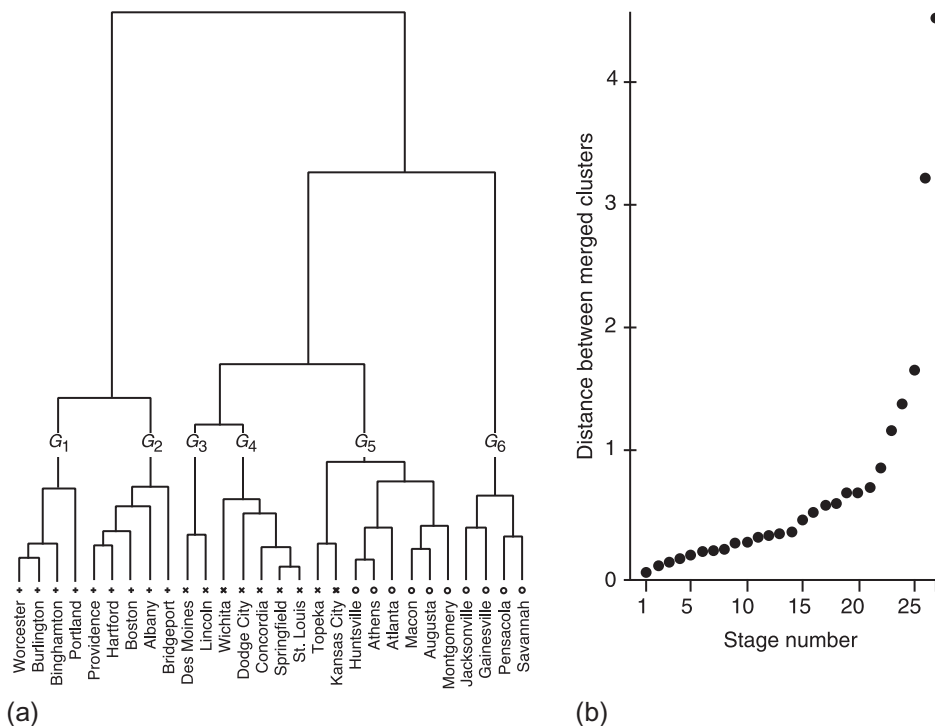 (a)
G1
G2
G3
G4
G5
G6
Worcester
Burlington
Binghamton
Portland
Providence
Hartford
Boston
Albany
Bridgeport
Des Moines
Lincoln
Wichita
Dodge City
Concordia
Springfield
St. Louis
Topeka
Kansas City
Huntsville
Athens
Atlanta
Macon
Augusta
Montgomery
Jacksonville
Gainesville
Pensacola
Savannah
(a)
(b)
Distance between merged clusters
4
3
2
1
0
1 5 10 15 20 25
Stage number
(b)